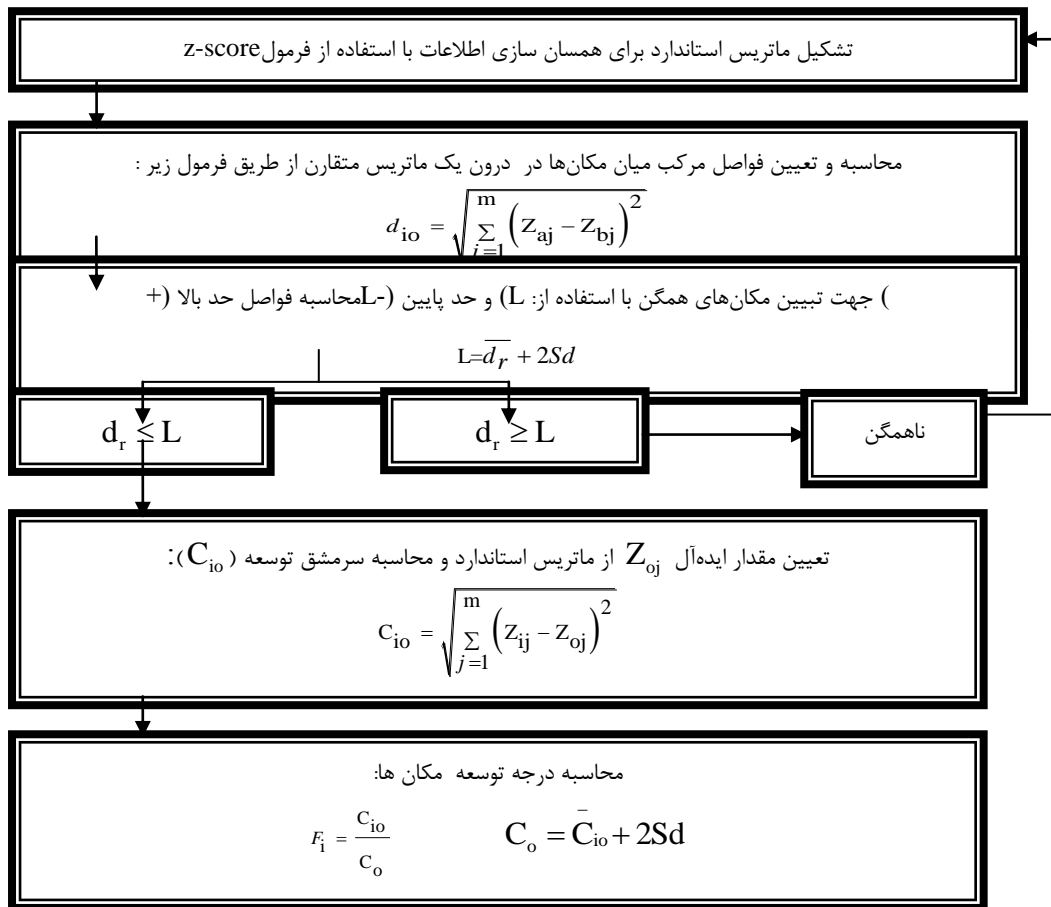 تشکیل ماتریس استاندارد برای همسان سازی اطلاعات با استفاده از فرمولz-score
محاسبه و تعیین فواصل مرکب میان مکان‌ها در درون یک ماتریس متقارن از طریق فرمول زیر :
d_io = √(∑_{j=1}^{m} (Z_aj − Z_bj)^2)
) جهت تبیین مکان‌های همگن با استفاده از: L) و حد پایین (-Lمحاسبه فواصل حد بالا (+
L=d̅_r̅ + 2Sd
d_r ≤ L
d_r ≥ L
ناهمگن
تعیین مقدار ایده‌آل Z_oj از ماتریس استاندارد و محاسبه سرمشق توسعه (C_io):
C_io = √(∑_{j=1}^{m} (Z_ij − Z_oj)^2)
محاسبه درجه توسعه مکان ها:
F_i = C_io / C_o
C_o = C̄_io + 2Sd